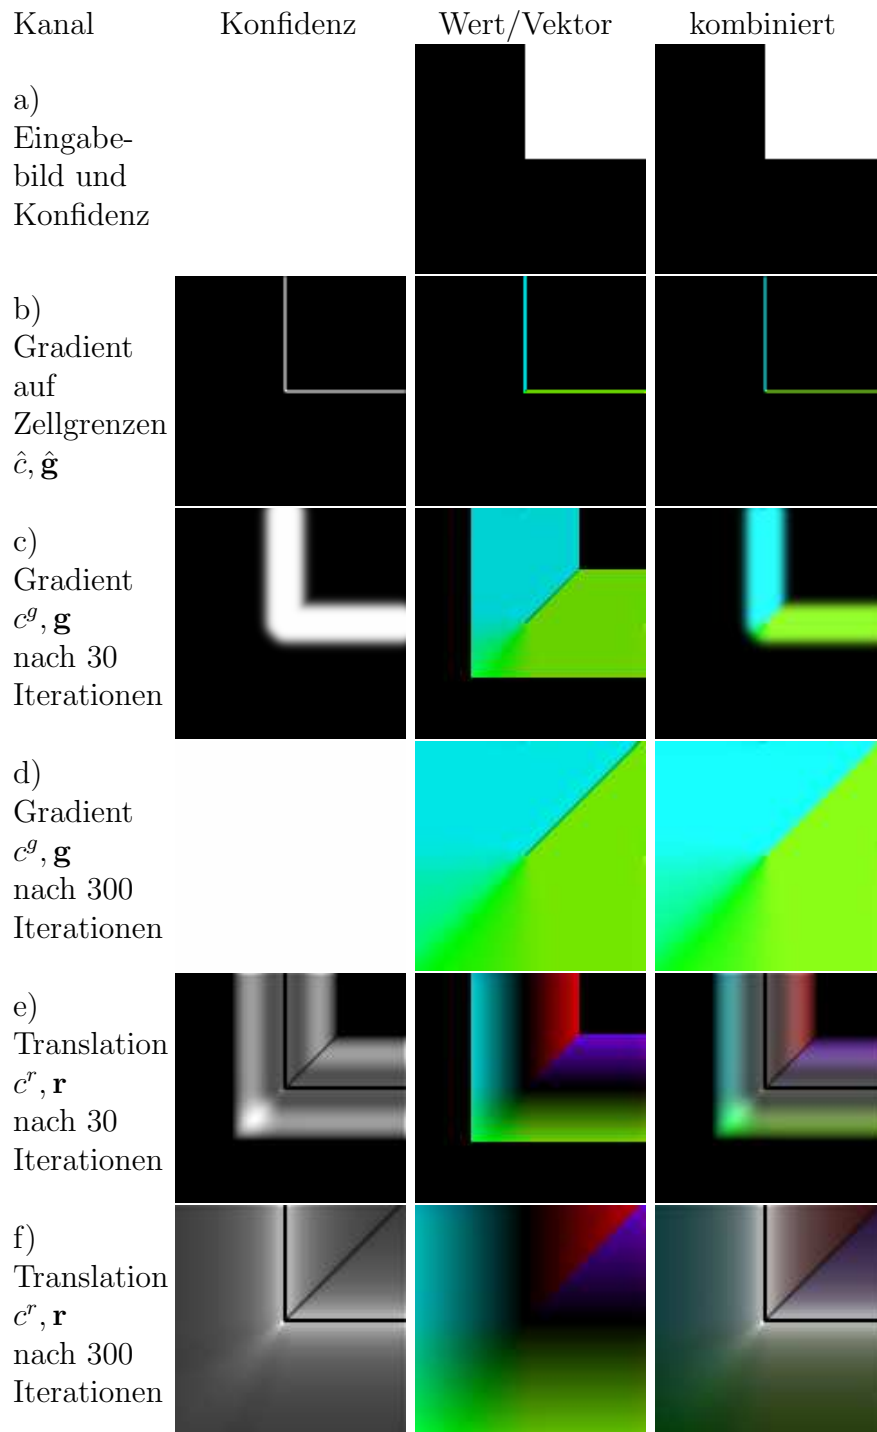 Kanal Konfidenz Wert/Vektor kombiniert
a)
Eingabe-
bild und
Konfidenz
b)
Gradient
auf
Zellgrenzen
ĉ, ĝ
c)
Gradient
c^g, g
nach 30
Iterationen
d)
Gradient
c^g, g
nach 300
Iterationen
e)
Translation
c^r, r
nach 30
Iterationen
f)
Translation
c^r, r
nach 300
Iterationen